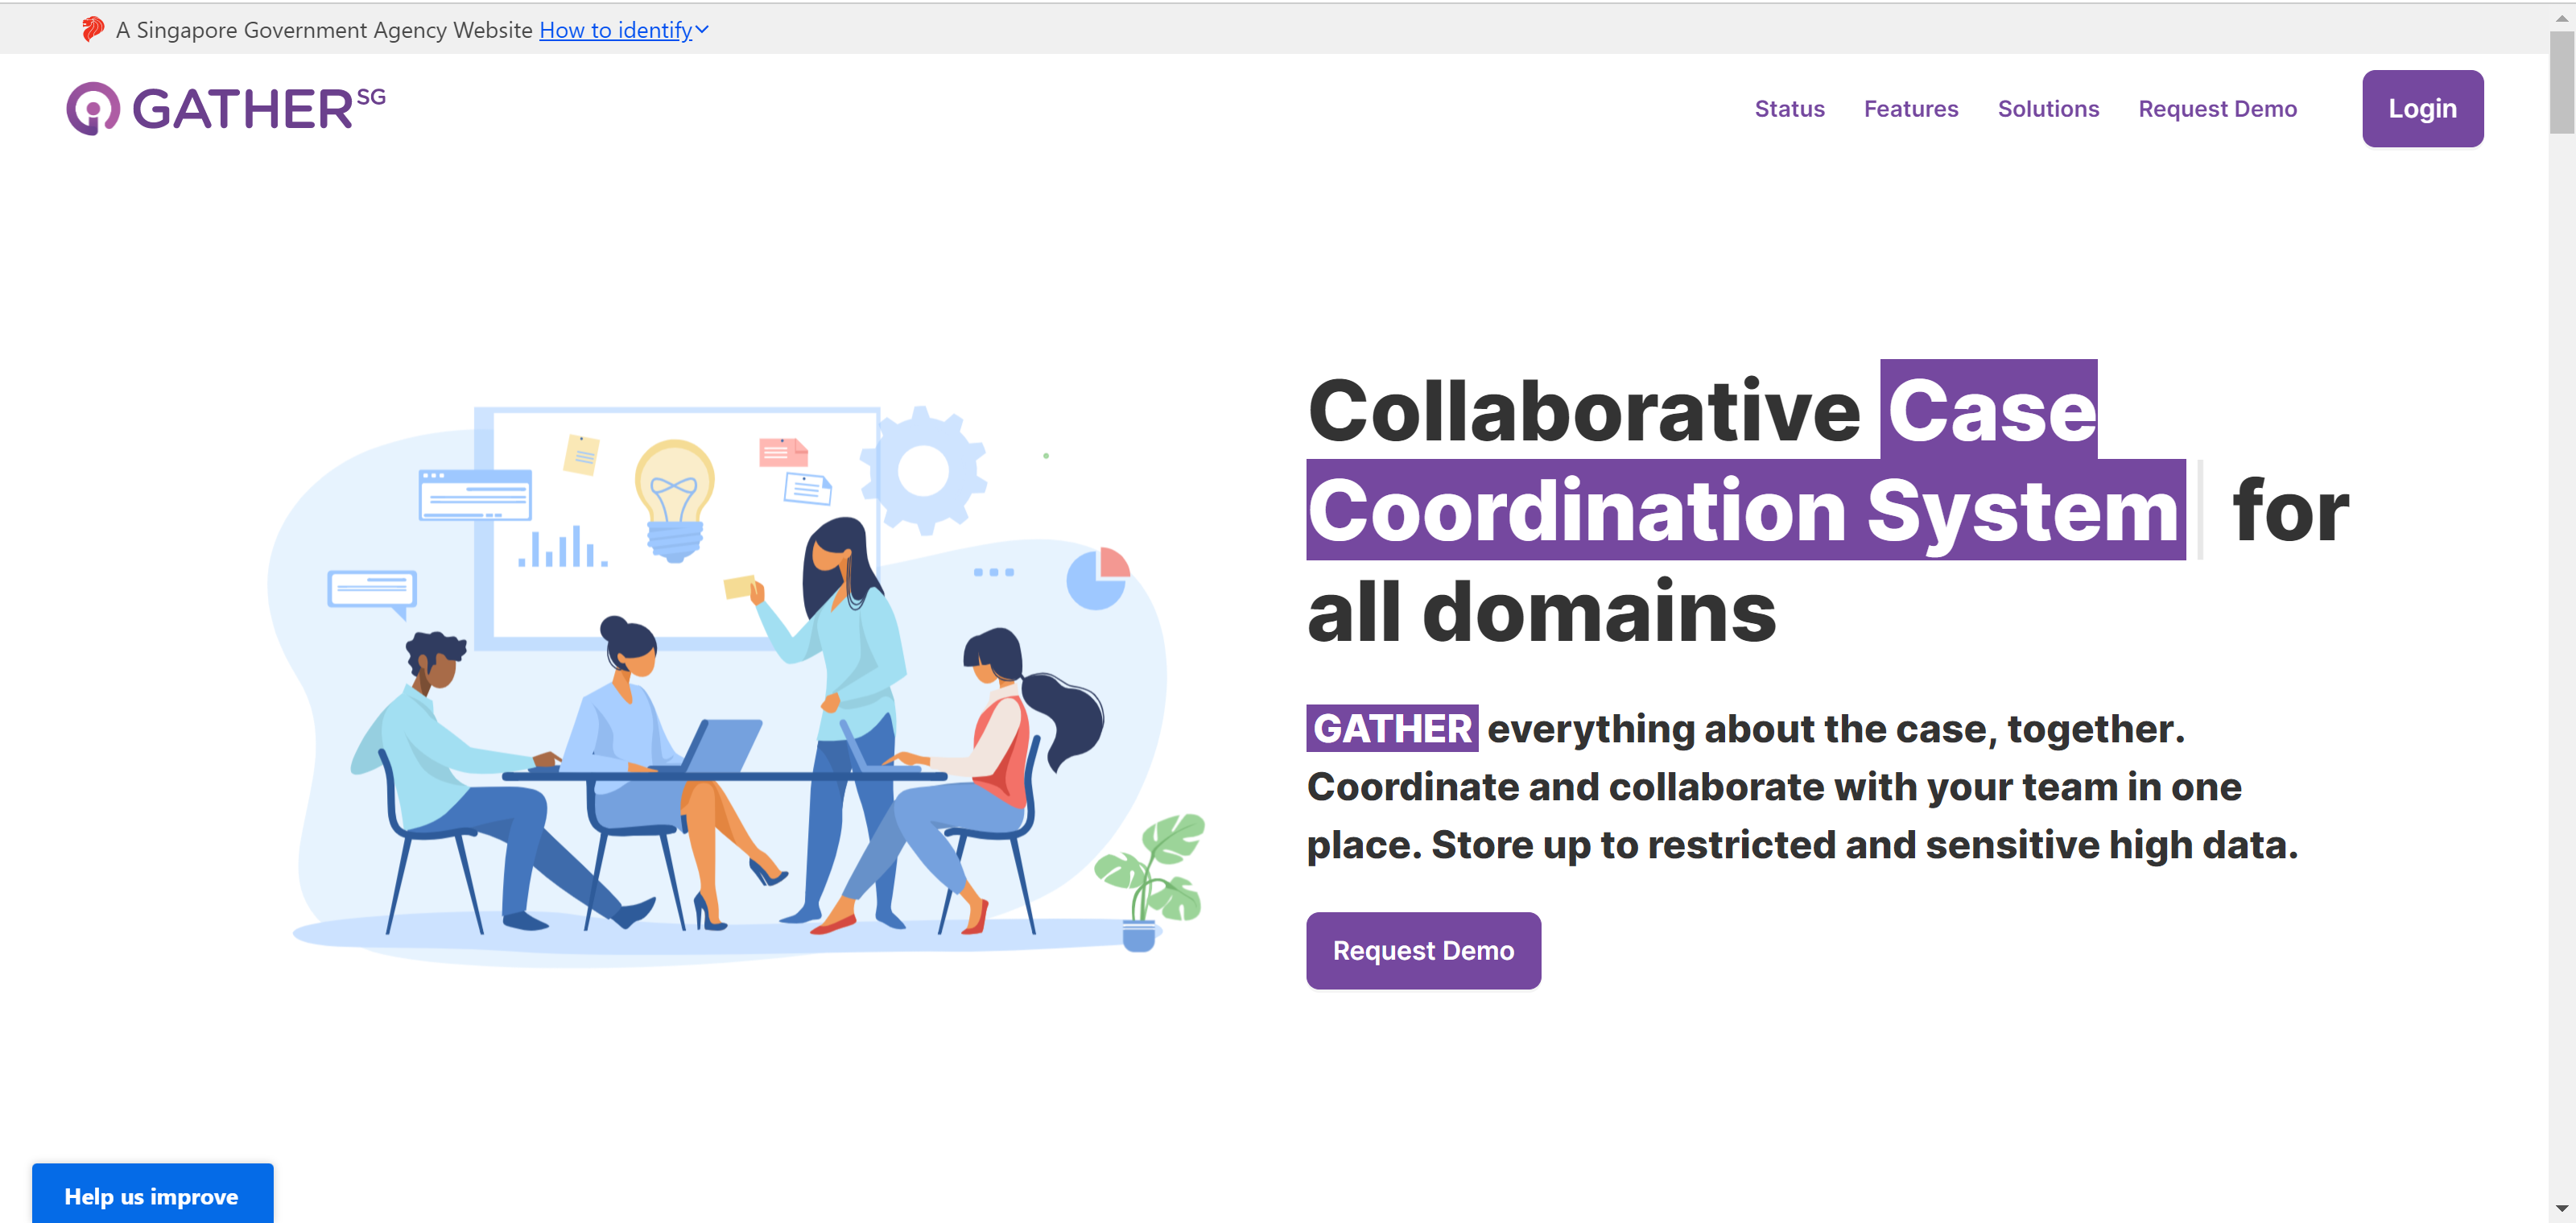 A Singapore Government Agency Website How to identify
GATHER SG
Status Features Solutions Request Demo Login
Collaborative Case
Coordination System for
all domains
GATHER everything about the case, together.
Coordinate and collaborate with your team in one
place. Store up to restricted and sensitive high data.
Request Demo
Help us improve